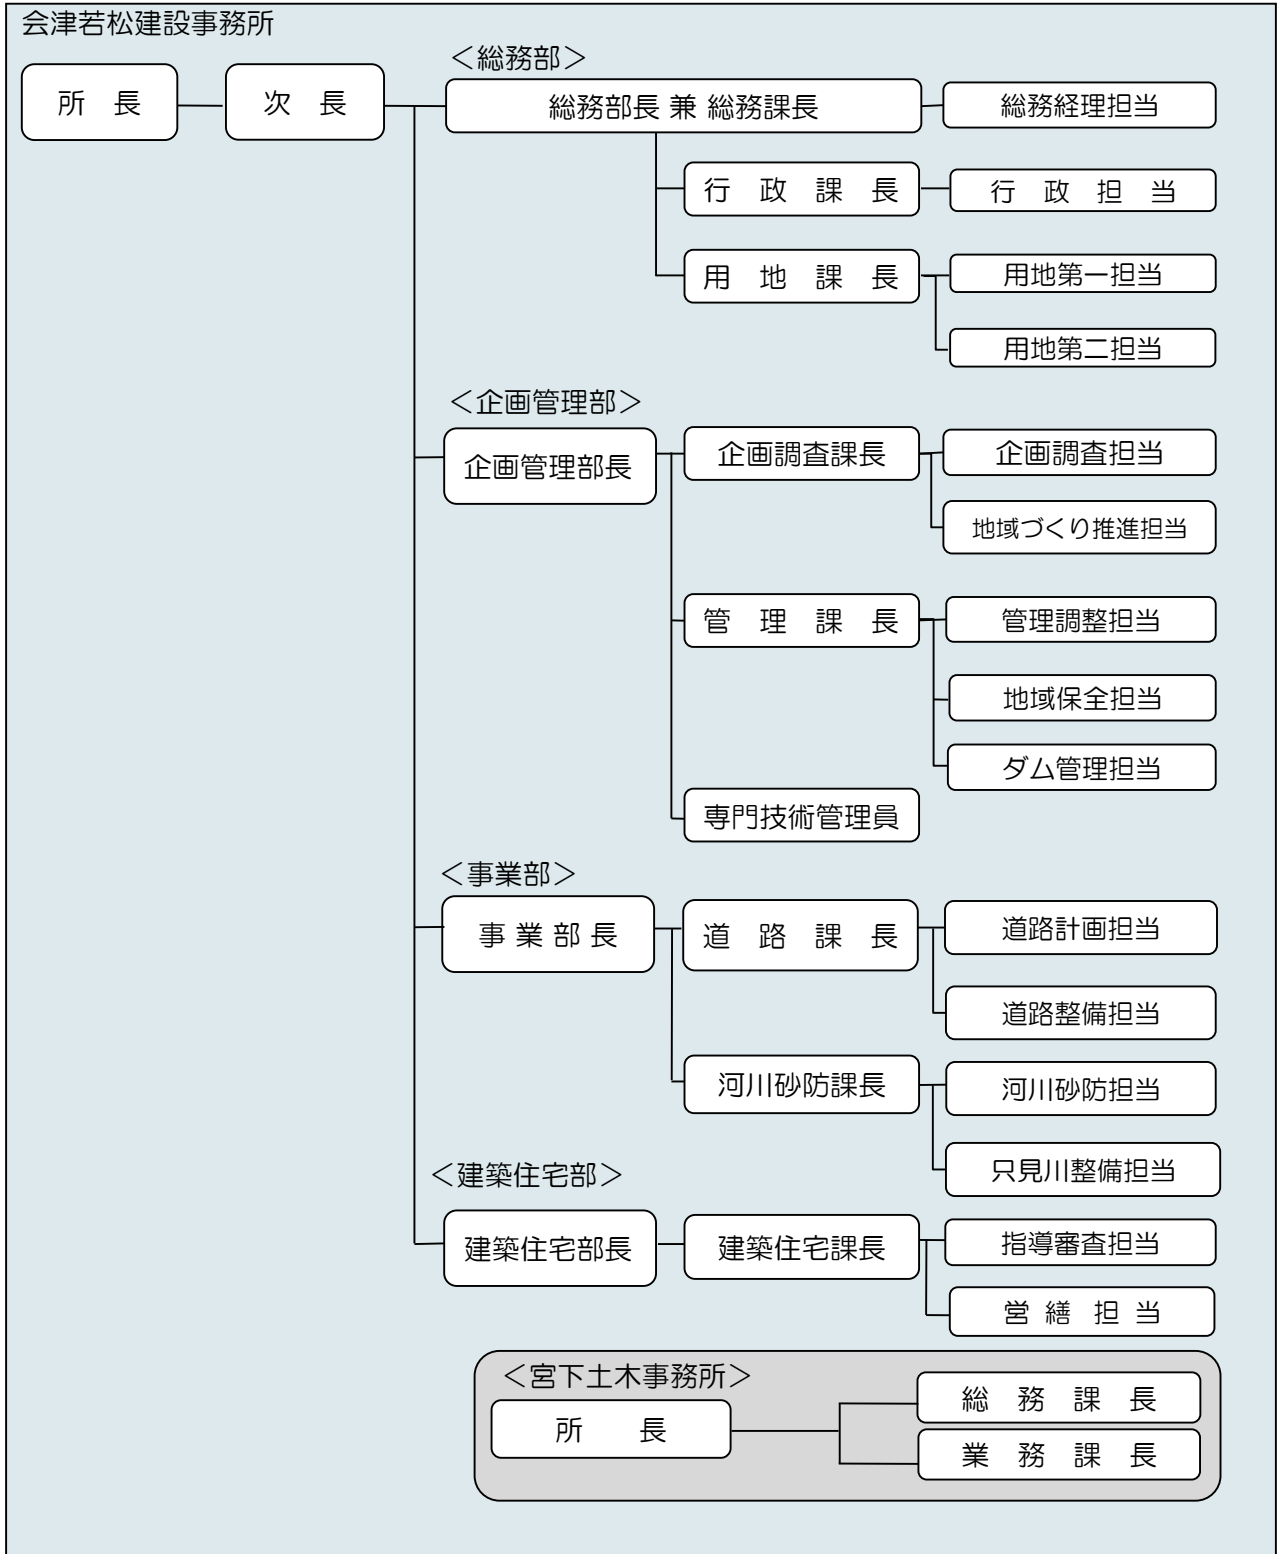 会津若松建設事務所
＜総務部＞
所　長
次　長
総務部長 兼 総務課長
総務経理担当
行　政　課　長
行　政　担　当
用　地　課　長
用地第一担当
用地第二担当
＜企画管理部＞
企画管理部長
企画調査課長
企画調査担当
地域づくり推進担当
管　理　課　長
管理調整担当
地域保全担当
ダム管理担当
専門技術管理員
＜事業部＞
事 業 部 長
道　路　課　長
道路計画担当
道路整備担当
河川砂防課長
河川砂防担当
只見川整備担当
＜建築住宅部＞
建築住宅部長
建築住宅課長
指導審査担当
営 繕 担 当
＜宮下土木事務所＞
所　　長
総　務　課　長
業　務　課　長